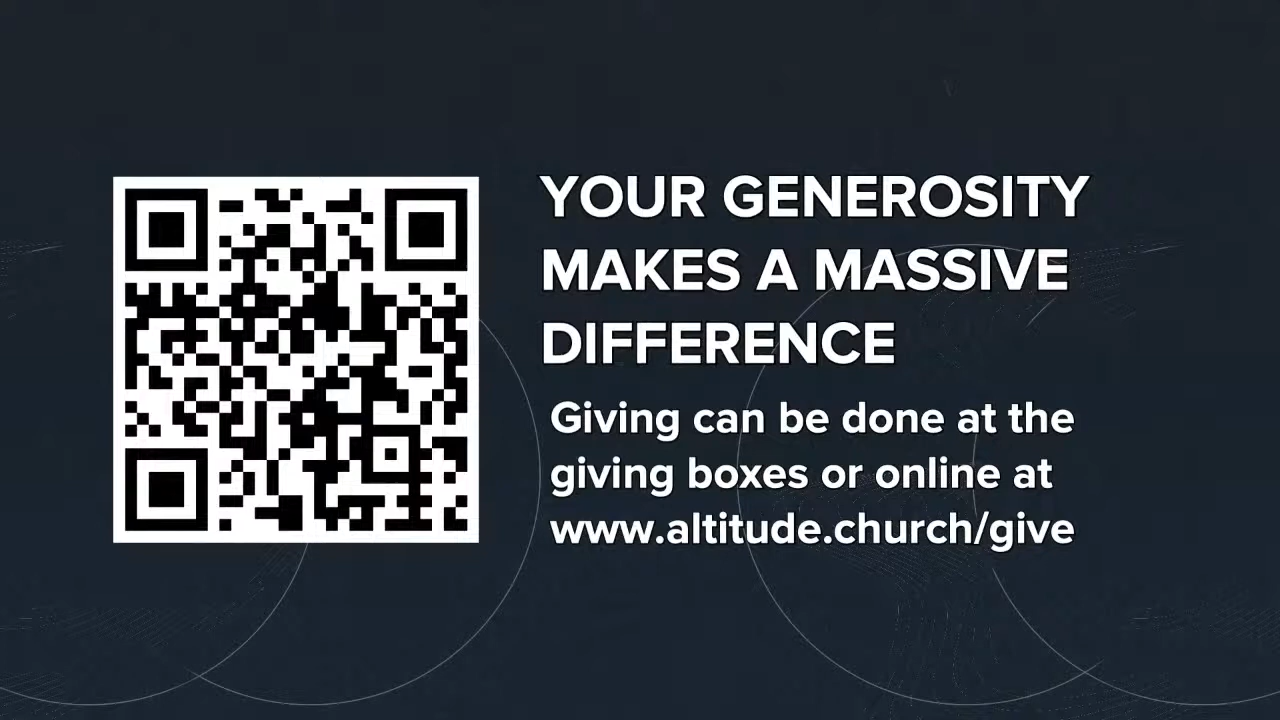 YOUR GENEROSITY
MAKES A MASSIVE
DIFFERENCE
Giving can be done at the
giving boxes or online at
www.altitude.church/give